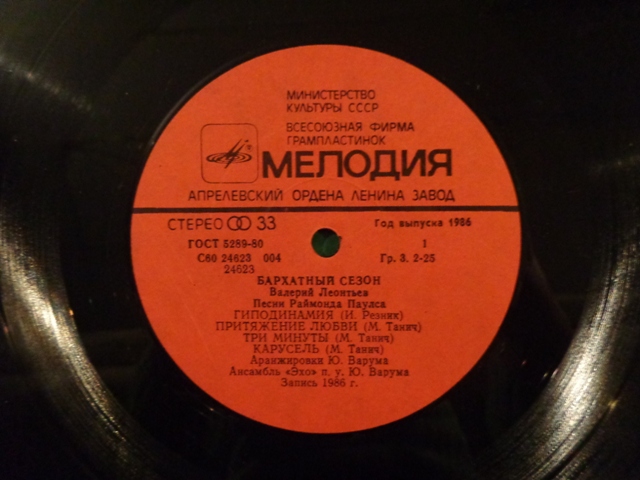 МИНИСТЕРСТВО
КУЛЬТУРЫ СССР
ВСЕСОЮЗНАЯ ФИРМА
ГРАМПЛАСТИНОК
МЕЛОДИЯ
АПРЕЛЕВСКИЙ ОРДЕНА ЛЕНИНА ЗАВОД
СТЕРЕО 33 Год выпуска 1986
ГОСТ 5289-80 1
С60 24623 004 Гр. 3. 2-25
24623
БАРХАТНЫЙ СЕЗОН
Валерий Леонтьев
Песни Раймонда Паулса
ГИПОДИНАМИЯ (И. Резник)
ПРИТЯЖЕНИЕ ЛЮБВИ (М. Танич)
ТРИ МИНУТЫ (М. Танич)
КАРУСЕЛЬ (М. Танич)
Аранжировки Ю. Варума
Ансамбль «Эхо» п. у. Ю. Варума
Запись 1986 г.